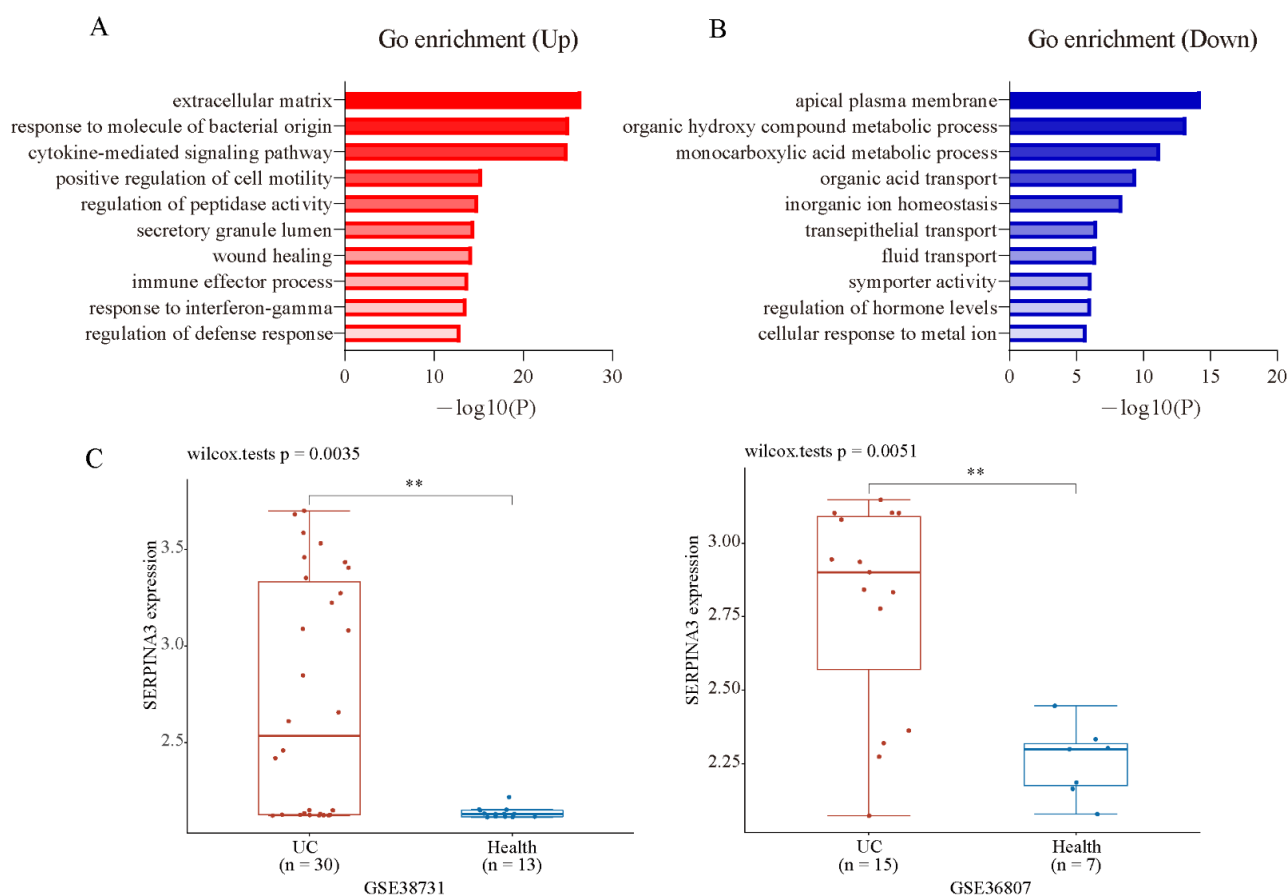 A
Go enrichment (Up)
extracellular matrix
response to molecule of bacterial origin
cytokine-mediated signaling pathway
positive regulation of cell motility
regulation of peptidase activity
secretory granule lumen
wound healing
immune effector process
response to interferon-gamma
regulation of defense response
0 10 20 30
—log10(P)
B
Go enrichment (Down)
apical plasma membrane
organic hydroxy compound metabolic process
monocarboxylic acid metabolic process
organic acid transport
inorganic ion homeostasis
transepithelial transport
fluid transport
symporter activity
regulation of hormone levels
cellular response to metal ion
0 5 10 15 20
—log10(P)
C
wilcox.tests p = 0.0035
**
SERPINA3 expression
3.5
3.0
2.5
UC Health
(n = 30) (n = 13)
GSE38731
wilcox.tests p = 0.0051
**
SERPINA3 expression
3.00
2.75
2.50
2.25
UC Health
(n = 15) (n = 7)
GSE36807